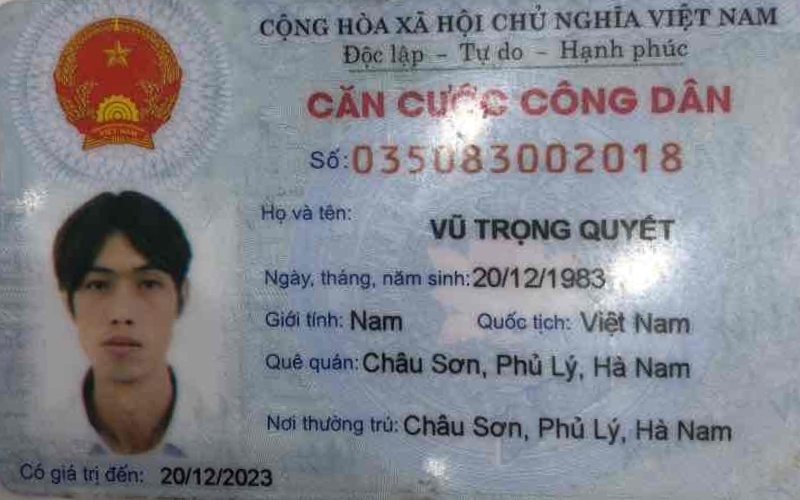 CỘNG HÒA XÃ HỘI CHỦ NGHĨA VIỆT NAM
Độc lập - Tự do - Hạnh phúc
CĂN CƯỚC CÔNG DÂN
Số: 035083002018
Họ và tên: VŨ TRỌNG QUYẾT
Ngày, tháng, năm sinh: 20/12/1983
Giới tính: Nam Quốc tịch: Việt Nam
Quê quán: Châu Sơn, Phủ Lý, Hà Nam
Nơi thường trú: Châu Sơn, Phủ Lý, Hà Nam
Có giá trị đến: 20/12/2023
VIỆT NAM